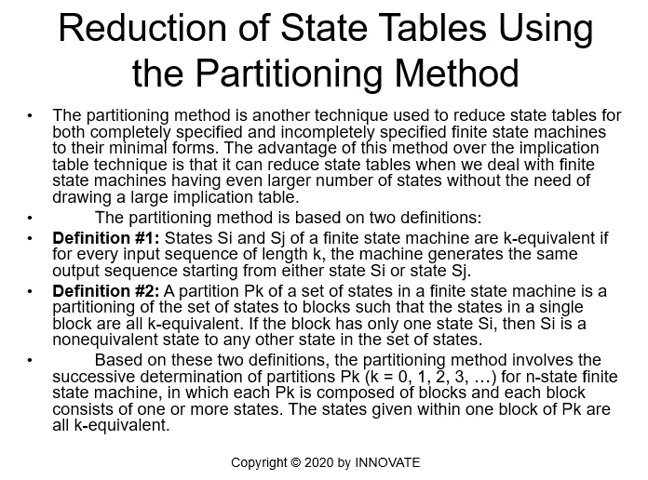 Reduction of State Tables Using
the Partitioning Method
• The partitioning method is another technique used to reduce state tables for
both completely specified and incompletely specified finite state machines
to their minimal forms. The advantage of this method over the implication
table technique is that it can reduce state tables when we deal with finite
state machines having even larger number of states without the need of
drawing a large implication table.
• The partitioning method is based on two definitions:
• Definition #1: States Si and Sj of a finite state machine are k-equivalent if
for every input sequence of length k, the machine generates the same
output sequence starting from either state Si or state Sj.
• Definition #2: A partition Pk of a set of states in a finite state machine is a
partitioning of the set of states to blocks such that the states in a single
block are all k-equivalent. If the block has only one state Si, then Si is a
nonequivalent state to any other state in the set of states.
• Based on these two definitions, the partitioning method involves the
successive determination of partitions Pk (k = 0, 1, 2, 3, …) for n-state finite
state machine, in which each Pk is composed of blocks and each block
consists of one or more states. The states given within one block of Pk are
all k-equivalent.
Copyright © 2020 by INNOVATE